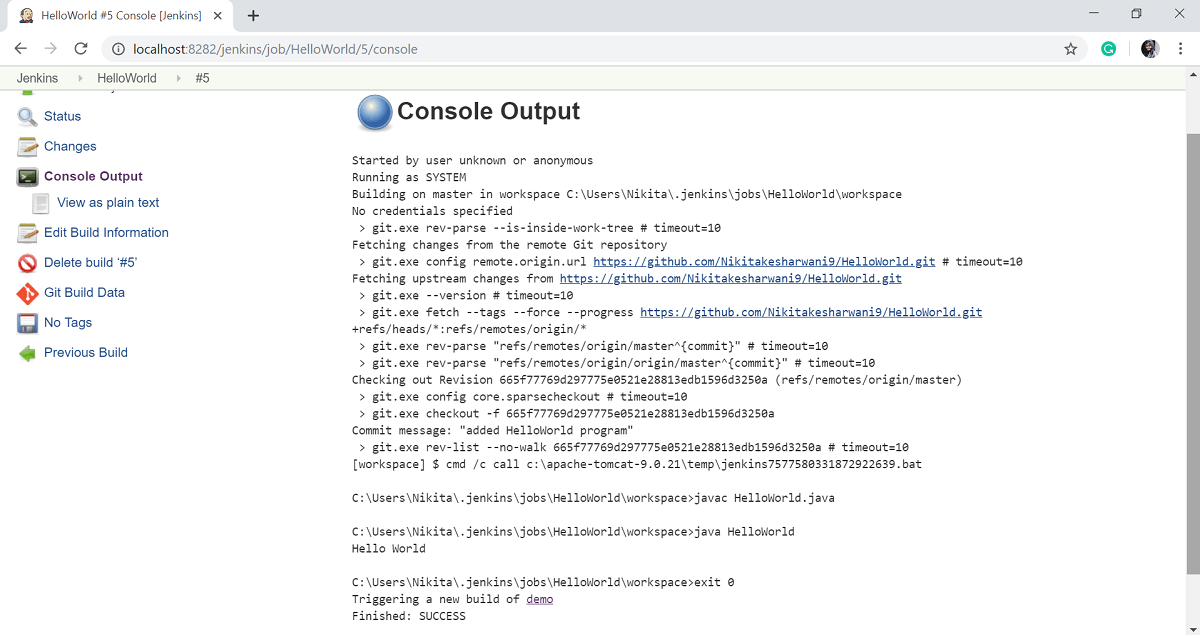 HelloWorld #5 Console [Jenkins]
localhost:8282/jenkins/job/HelloWorld/5/console
Jenkins HelloWorld #5
Status
Changes
Console Output
View as plain text
Edit Build Information
Delete build ‘#5’
Git Build Data
No Tags
Previous Build
Console Output
Started by user unknown or anonymous
Running as SYSTEM
Building on master in workspace C:\Users\Nikita\.jenkins\jobs\HelloWorld\workspace
No credentials specified
> git.exe rev-parse --is-inside-work-tree # timeout=10
Fetching changes from the remote Git repository
> git.exe config remote.origin.url https://github.com/Nikitakesharwani9/HelloWorld.git # timeout=10
Fetching upstream changes from https://github.com/Nikitakesharwani9/HelloWorld.git
> git.exe --version # timeout=10
> git.exe fetch --tags --force --progress https://github.com/Nikitakesharwani9/HelloWorld.git
+refs/heads/*:refs/remotes/origin/*
> git.exe rev-parse "refs/remotes/origin/master^{commit}" # timeout=10
> git.exe rev-parse "refs/remotes/origin/origin/master^{commit}" # timeout=10
Checking out Revision 665f77769d297775e0521e28813edb1596d3250a (refs/remotes/origin/master)
> git.exe config core.sparsecheckout # timeout=10
> git.exe checkout -f 665f77769d297775e0521e28813edb1596d3250a
Commit message: "added HelloWorld program"
> git.exe rev-list --no-walk 665f77769d297775e0521e28813edb1596d3250a # timeout=10
[workspace] $ cmd /c call c:\apache-tomcat-9.0.21\temp\jenkins7577580331872922639.bat
C:\Users\Nikita\.jenkins\jobs\HelloWorld\workspace>javac HelloWorld.java
C:\Users\Nikita\.jenkins\jobs\HelloWorld\workspace>java HelloWorld
Hello World
C:\Users\Nikita\.jenkins\jobs\HelloWorld\workspace>exit 0
Triggering a new build of demo
Finished: SUCCESS